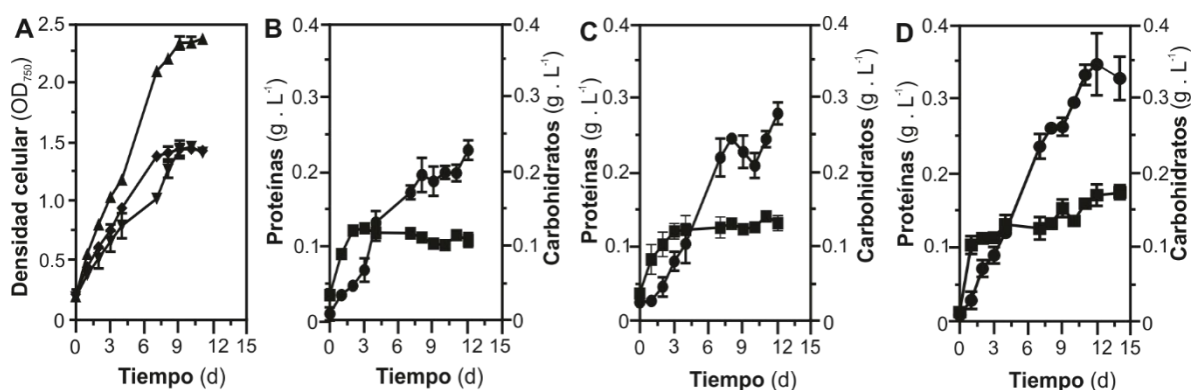 A
Densidad celular (OD750)
2.5
2.0
1.5
1.0
0.5
0
0 3 6 9 12 15
Tiempo (d)
B
Proteínas (g . L-1)
0.4
0.3
0.2
0.1
0
0.4
0.3
0.2
0.1
0
Carbohidratos (g . L-1)
0 3 6 9 12 15
Tiempo (d)
C
Proteínas (g . L-1)
0.4
0.3
0.2
0.1
0
0.4
0.3
0.2
0.1
0
Carbohidratos (g . L-1)
0 3 6 9 12 15
Tiempo (d)
D
Proteínas (g . L-1)
0.4
0.3
0.2
0.1
0
0.4
0.3
0.2
0.1
0
Carbohidratos (g . L-1)
0 3 6 9 12 15
Tiempo (d)